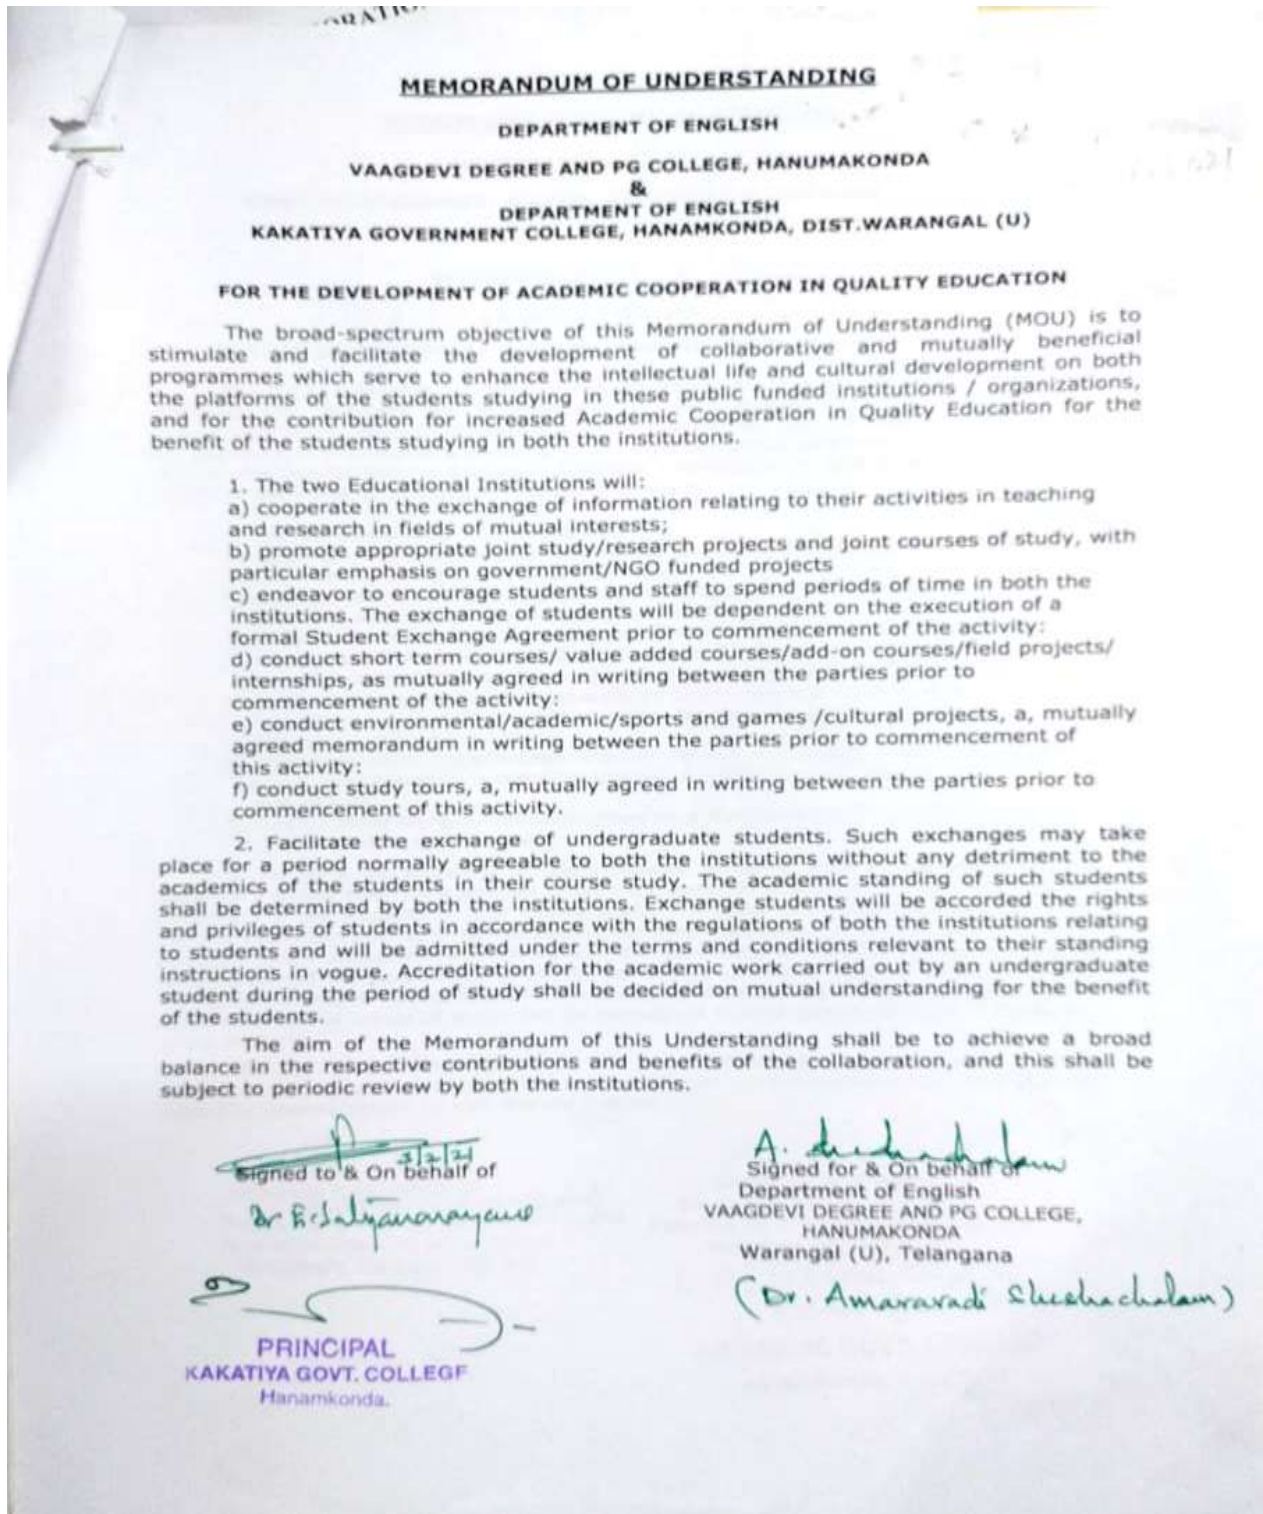 MEMORANDUM OF UNDERSTANDING
DEPARTMENT OF ENGLISH
VAAGDEVI DEGREE AND PG COLLEGE, HANUMAKONDA
&
DEPARTMENT OF ENGLISH
KAKATIYA GOVERNMENT COLLEGE, HANAMKONDA, DIST.WARANGAL (U)
FOR THE DEVELOPMENT OF ACADEMIC COOPERATION IN QUALITY EDUCATION
The broad-spectrum objective of this Memorandum of Understanding (MOU) is to
stimulate and facilitate the development of collaborative and mutually beneficial
programmes which serve to enhance the intellectual life and cultural development on both
the platforms of the students studying in these public funded institutions / organizations,
and for the contribution for increased Academic Cooperation in Quality Education for the
benefit of the students studying in both the institutions.
1. The two Educational Institutions will:
a) cooperate in the exchange of information relating to their activities in teaching
and research in fields of mutual interests;
b) promote appropriate joint study/research projects and joint courses of study, with
particular emphasis on government/NGO funded projects
c) endeavor to encourage students and staff to spend periods of time in both the
institutions. The exchange of students will be dependent on the execution of a
formal Student Exchange Agreement prior to commencement of the activity:
d) conduct short term courses/ value added courses/add-on courses/field projects/
internships, as mutually agreed in writing between the parties prior to
commencement of the activity:
e) conduct environmental/academic/sports and games /cultural projects, a, mutually
agreed memorandum in writing between the parties prior to commencement of
this activity:
f) conduct study tours, a, mutually agreed in writing between the parties prior to
commencement of this activity.
2. Facilitate the exchange of undergraduate students. Such exchanges may take
place for a period normally agreeable to both the institutions without any detriment to the
academics of the students in their course study. The academic standing of such students
shall be determined by both the institutions. Exchange students will be accorded the rights
and privileges of students in accordance with the regulations of both the institutions relating
to students and will be admitted under the terms and conditions relevant to their standing
instructions in vogue. Accreditation for the academic work carried out by an undergraduate
student during the period of study shall be decided on mutual understanding for the benefit
of the students.
The aim of the Memorandum of this Understanding shall be to achieve a broad
balance in the respective contributions and benefits of the collaboration, and this shall be
subject to periodic review by both the institutions.
3/2/21
Signed to & On behalf of
Dr E. Satyanarayana
PRINCIPAL
KAKATIYA GOVT. COLLEGE
Hanamkonda.
A. Sheshachalam
Signed for & On behalf of
Department of English
VAAGDEVI DEGREE AND PG COLLEGE,
HANUMAKONDA
Warangal (U), Telangana
(Dr. Amaravadi Sheshachalam)